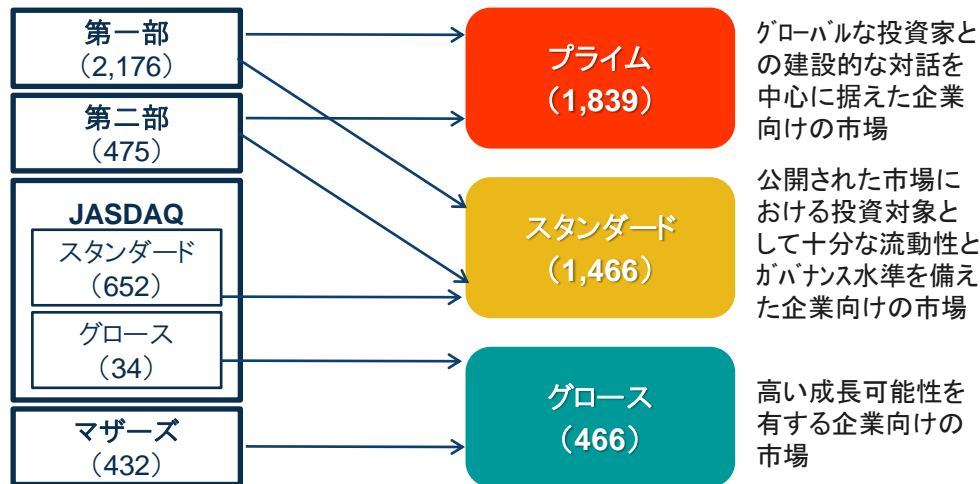 第一部
（2,176）
第二部
（475）
JASDAQ
スタンダード
（652）
グロース
（34）
マザーズ
（432）
プライム
（1,839）
スタンダード
（1,466）
グロース
（466）
ｸﾞﾛｰﾊﾞﾙな投資家と
の建設的な対話を
中心に据えた企業
向けの市場
公開された市場に
おける投資対象と
して十分な流動性と
ｶﾞﾊﾞﾅﾝｽ水準を備え
た企業向けの市場
高い成長可能性を
有する企業向けの
市場